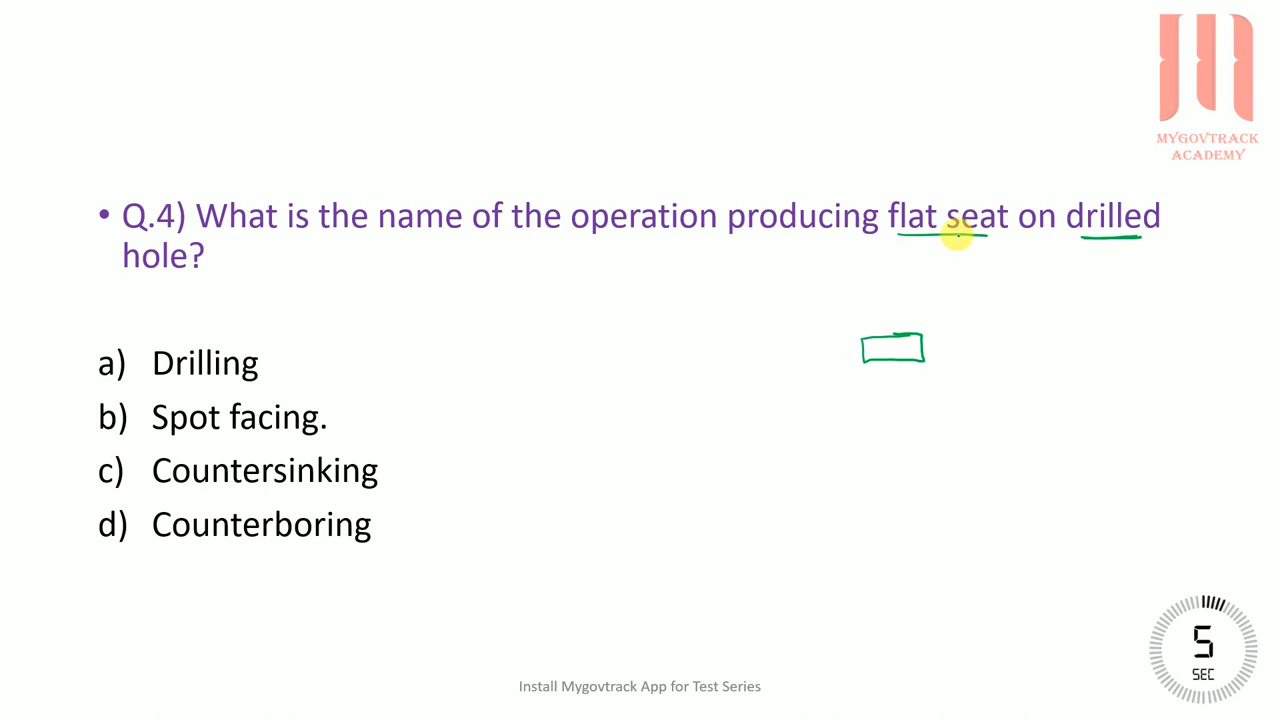 MYGOVTRACK
ACADEMY
• Q.4) What is the name of the operation producing flat seat on drilled
hole?
a) Drilling
b) Spot facing.
c) Countersinking
d) Counterboring
5
SEC
Install Mygovtrack App for Test Series